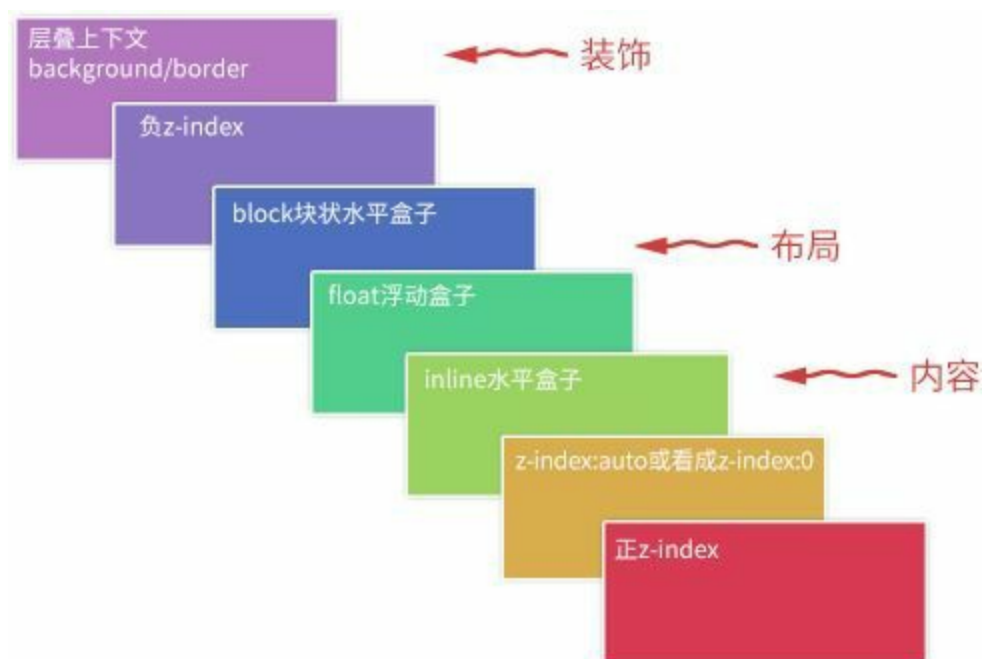 层叠上下文
background/border
装饰
负z-index
block块状水平盒子
布局
float浮动盒子
inline水平盒子
内容
z-index:auto或看成z-index:0
正z-index